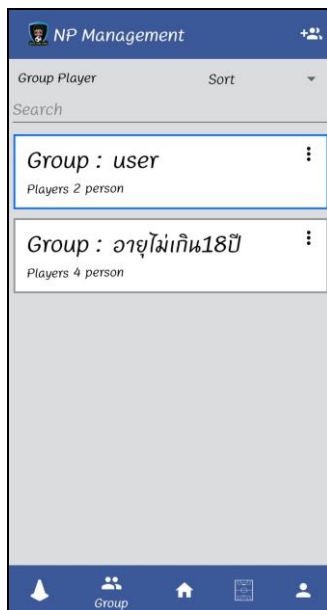 NP Management
Group Player
Sort
Search
Group : user
Players 2 person
Group : อายุไม่เกิน18ปี
Players 4 person
Group